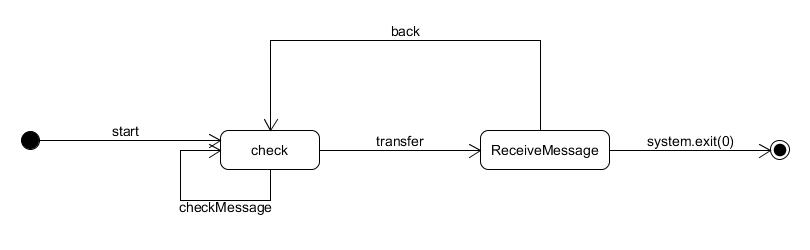 back
start
transfer
system.exit(0)
check
ReceiveMessage
checkMessage